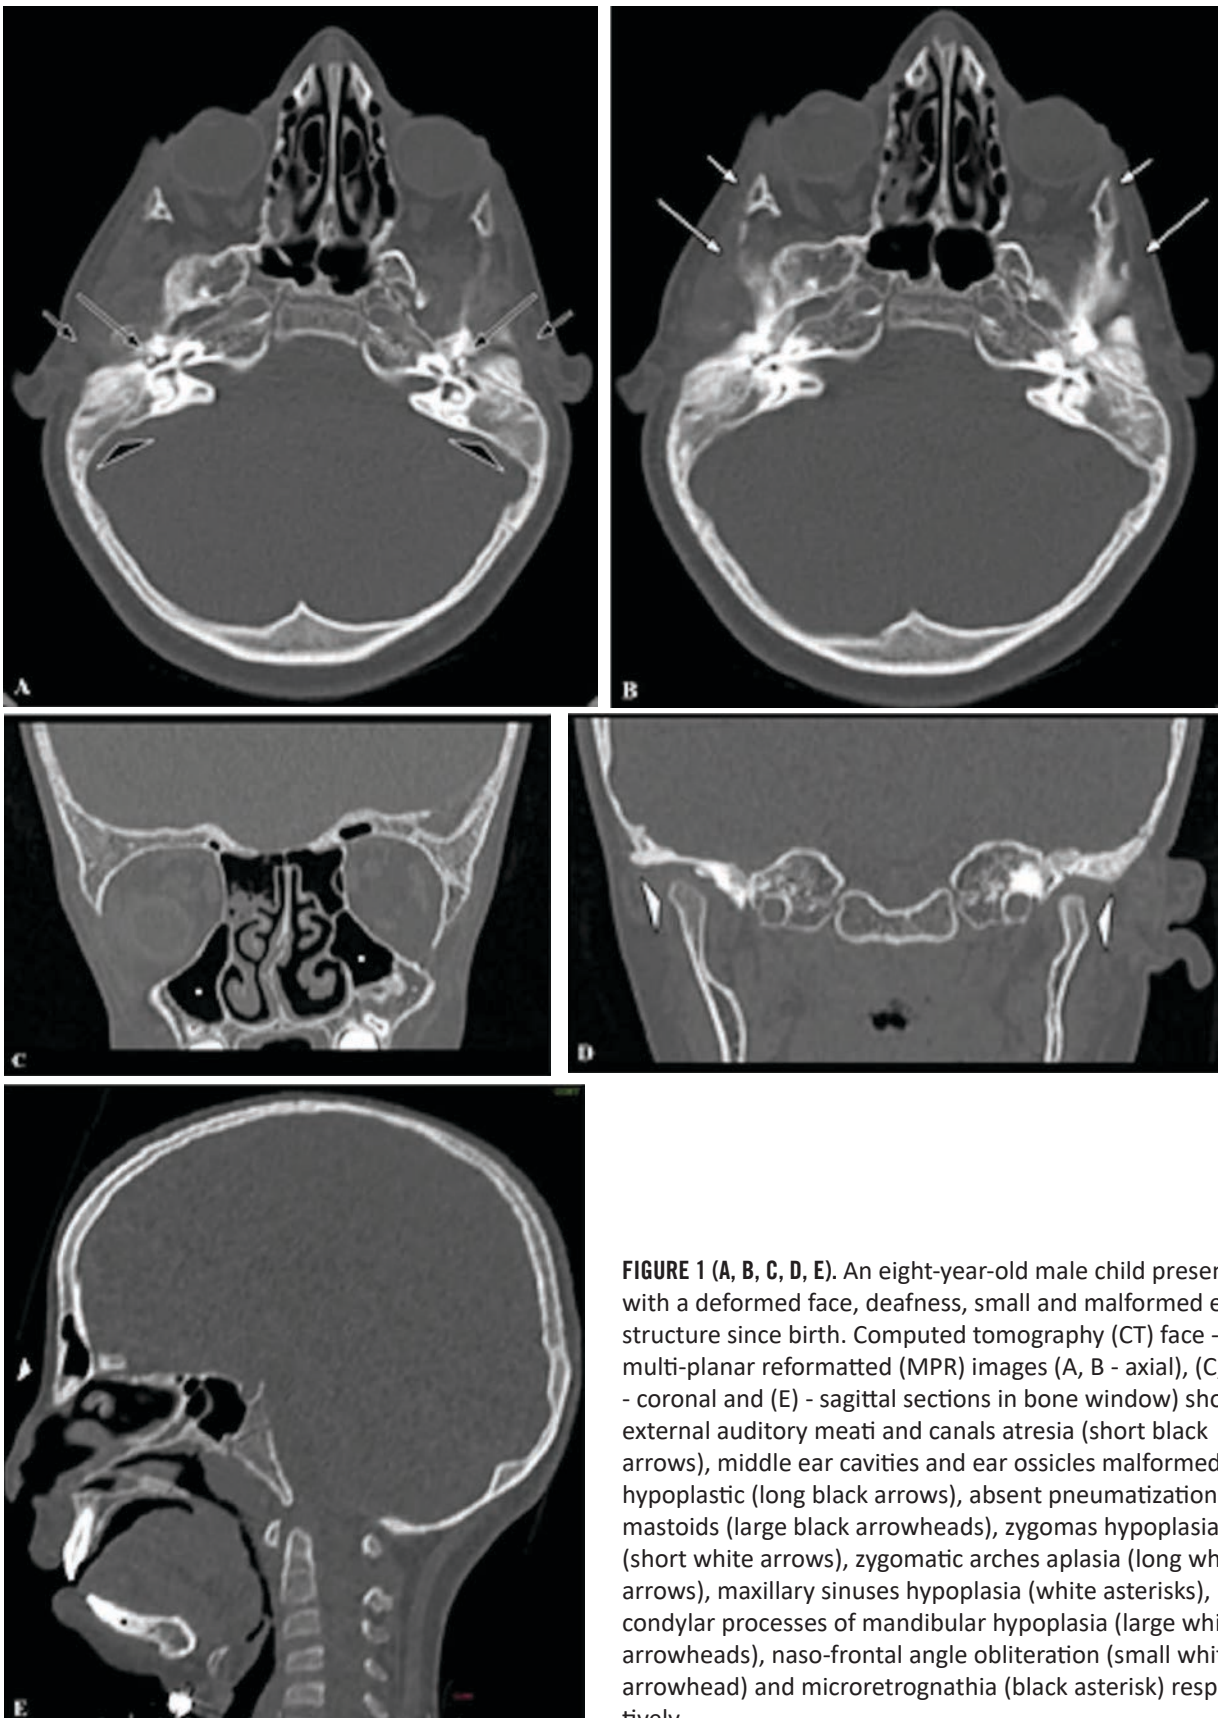 A
B
C
D
E
FIGURE 1 (A, B, C, D, E). An eight-year-old male child presen
with a deformed face, deafness, small and malformed e
structure since birth. Computed tomography (CT) face -
multi-planar reformatted (MPR) images (A, B - axial), (C,
- coronal and (E) - sagittal sections in bone window) sho
external auditory meati and canals atresia (short black
arrows), middle ear cavities and ear ossicles malformed
hypoplastic (long black arrows), absent pneumatization
mastoids (large black arrowheads), zygomas hypoplasia
(short white arrows), zygomatic arches aplasia (long wh
arrows), maxillary sinuses hypoplasia (white asterisks),
condylar processes of mandibular hypoplasia (large whi
arrowheads), naso-frontal angle obliteration (small whit
arrowhead) and microretrognathia (black asterisk) resp
tively